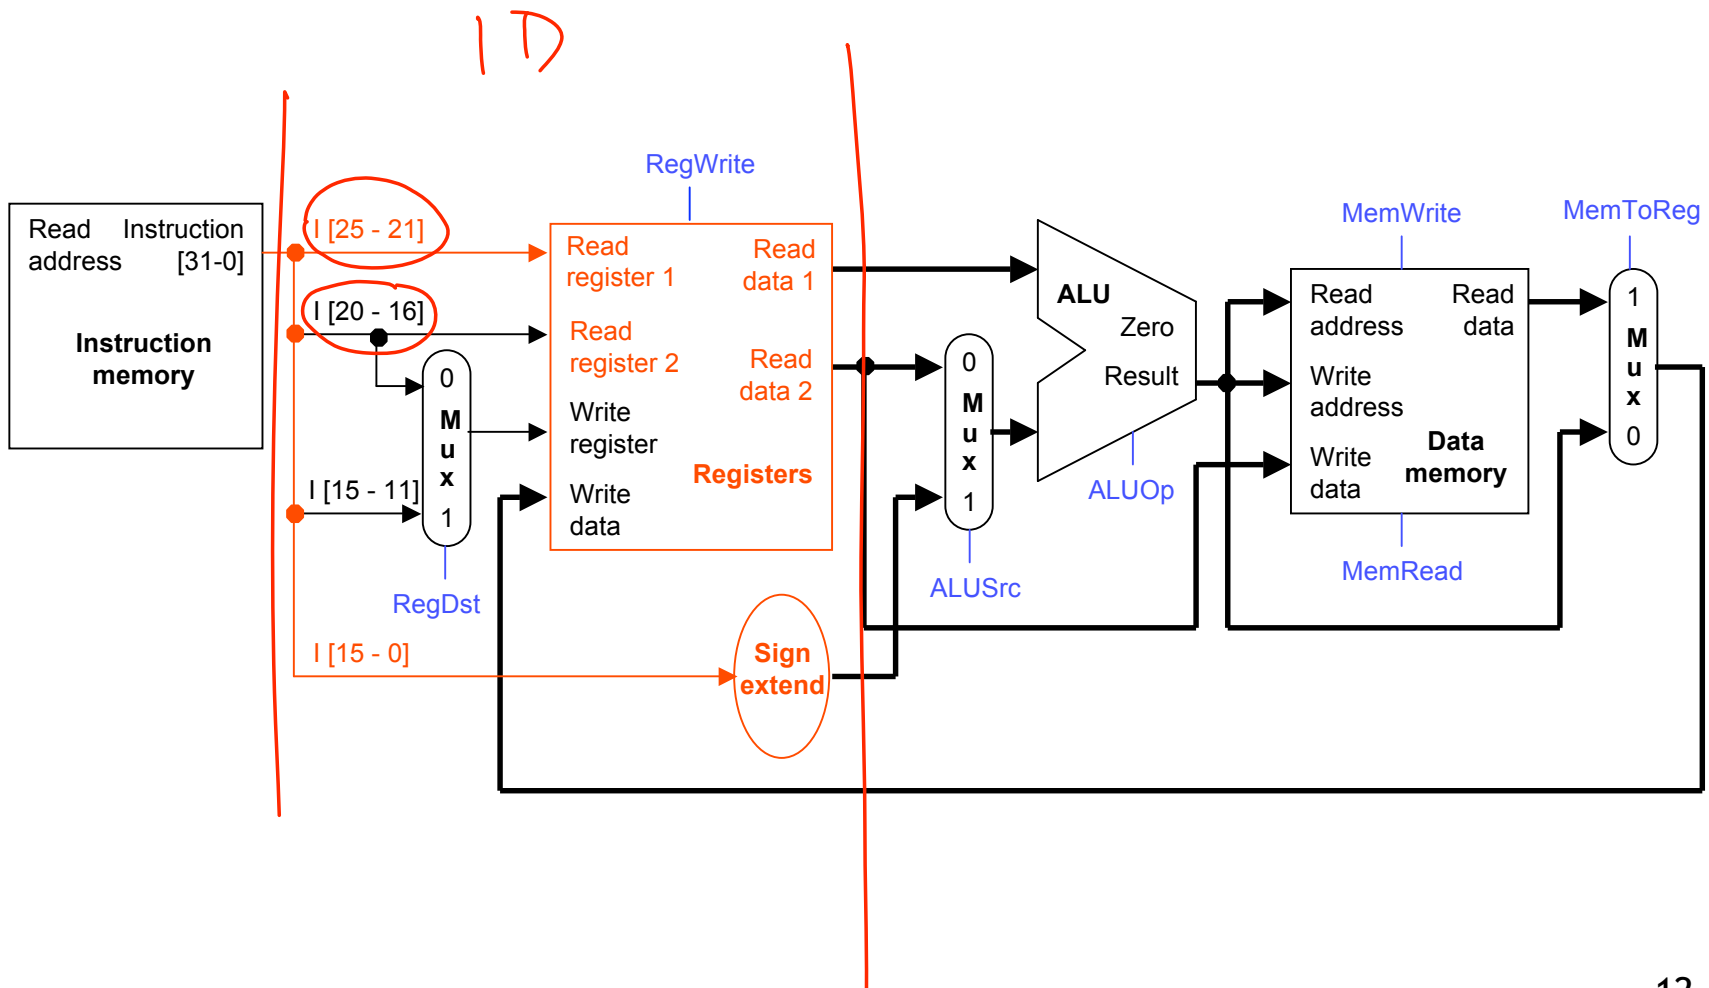 ID
RegWrite
MemWrite
MemToReg
Read Instruction
address [31-0]
Instruction
memory
I [25 - 21]
I [20 - 16]
I [15 - 11]
I [15 - 0]
0
M
u
x
1
RegDst
Read
register 1
Read
data 1
Read
register 2
Read
data 2
Write
register
Registers
Write
data
Sign
extend
0
M
u
x
1
ALUSrc
ALU
Zero
Result
ALUOp
Read
address
Read
data
Write
address
Data
memory
Write
data
MemRead
1
M
u
x
0